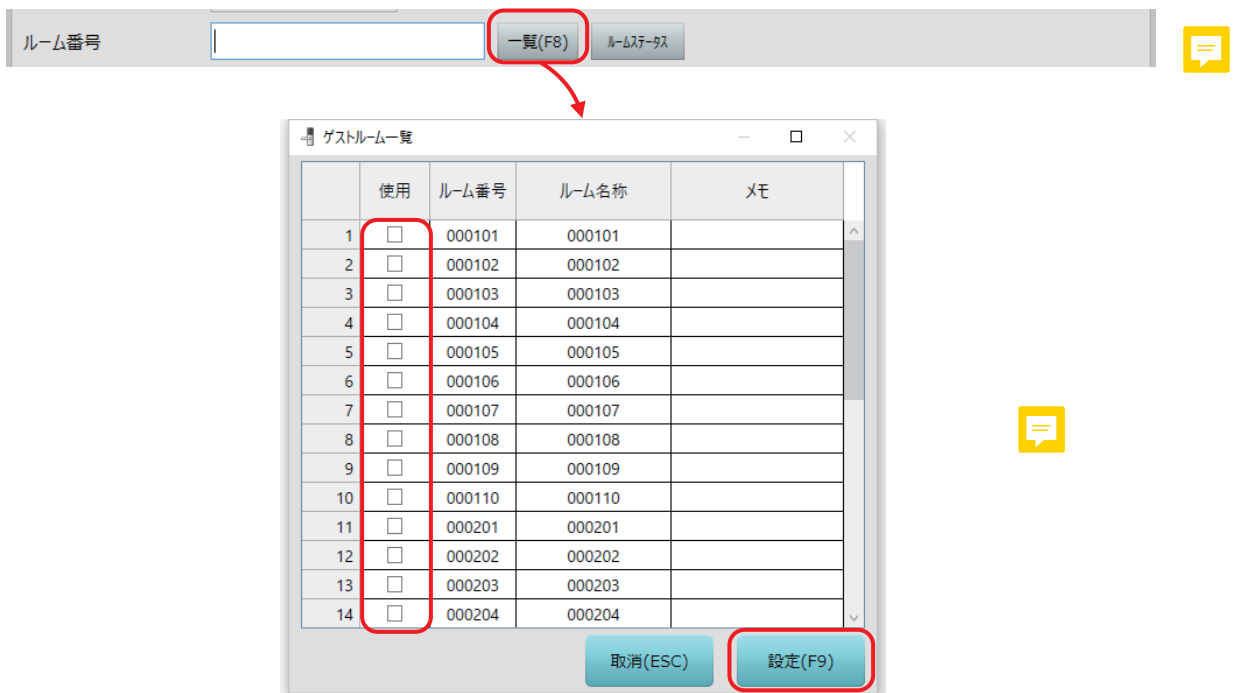 ルーム番号 一覧(F8) ﾙｰﾑｽﾃｰﾀｽ
ゲストルーム一覧
使用 ルーム番号 ルーム名称 メモ
1 000101 000101
2 000102 000102
3 000103 000103
4 000104 000104
5 000105 000105
6 000106 000106
7 000107 000107
8 000108 000108
9 000109 000109
10 000110 000110
11 000201 000201
12 000202 000202
13 000203 000203
14 000204 000204
取消(ESC) 設定(F9)